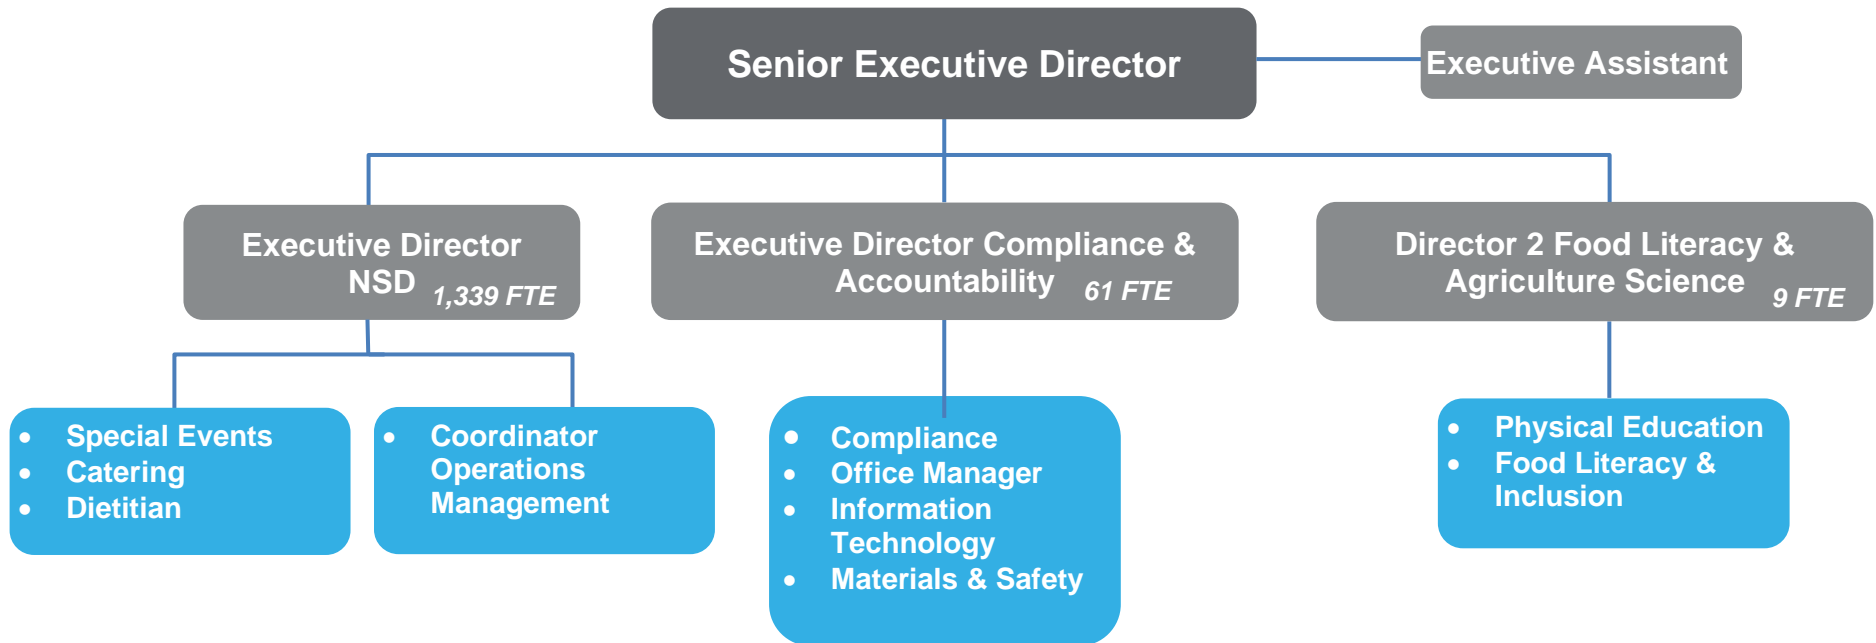 Senior Executive Director
Executive Assistant
Executive Director
NSD 1,339 FTE
Executive Director Compliance &
Accountability 61 FTE
Director 2 Food Literacy &
Agriculture Science 9 FTE
• Special Events
• Catering
• Dietitian
• Coordinator
Operations
Management
• Compliance
• Office Manager
• Information
Technology
• Materials & Safety
• Physical Education
• Food Literacy &
Inclusion